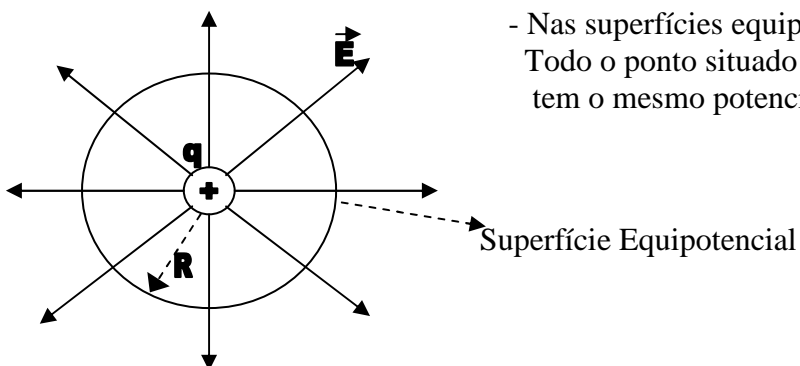 - Nas superfícies equip
Todo o ponto situado
tem o mesmo potenci
E
q
+
Superfície Equipotencial
R